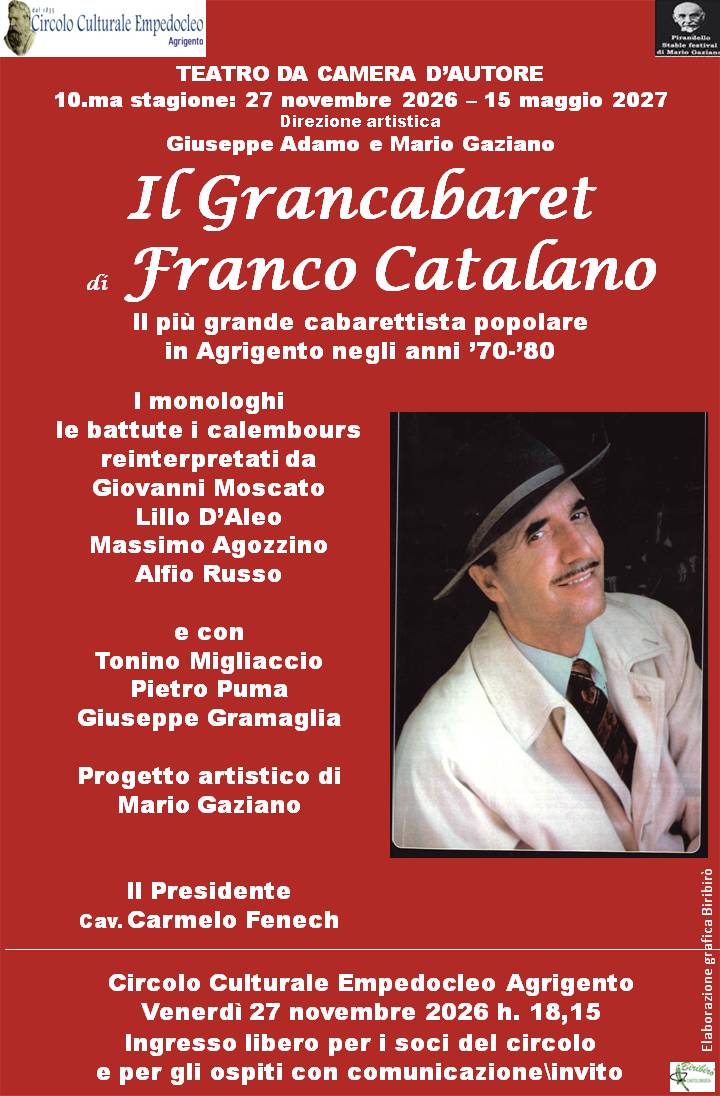 dal 1835
Circolo Culturale Empedocleo
Agrigento
Pirandello
Stable festival
di Mario Gaziano
TEATRO DA CAMERA D’AUTORE
10.ma stagione: 27 novembre 2026 – 15 maggio 2027
Direzione artistica
Giuseppe Adamo e Mario Gaziano
Il Grancabaret
di Franco Catalano
Il più grande cabarettista popolare
in Agrigento negli anni ’70-’80
I monologhi
le battute i calembours
reinterpretati da
Giovanni Moscato
Lillo D’Aleo
Massimo Agozzino
Alfio Russo
e con
Tonino Migliaccio
Pietro Puma
Giuseppe Gramaglia
Progetto artistico di
Mario Gaziano
Il Presidente
Cav. Carmelo Fenech
Elaborazione grafica Biribirò
Circolo Culturale Empedocleo Agrigento
Venerdì 27 novembre 2026 h. 18,15
Ingresso libero per i soci del circolo
e per gli ospiti con comunicazione\invito
Biribirò